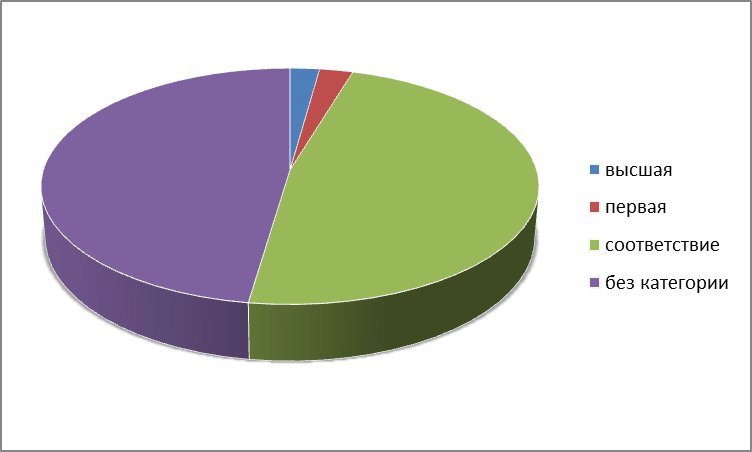 высшая
первая
соответствие
без категории